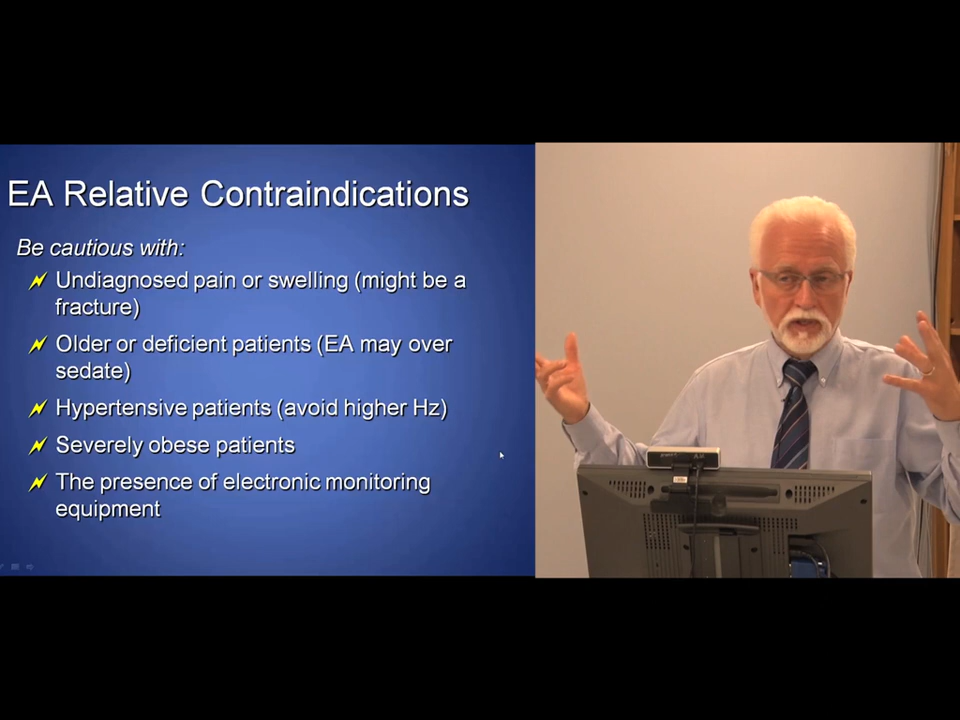 EA Relative Contraindications
Be cautious with:
Undiagnosed pain or swelling (might be a
fracture)
Older or deficient patients (EA may over
sedate)
Hypertensive patients (avoid higher Hz)
Severely obese patients
The presence of electronic monitoring
equipment